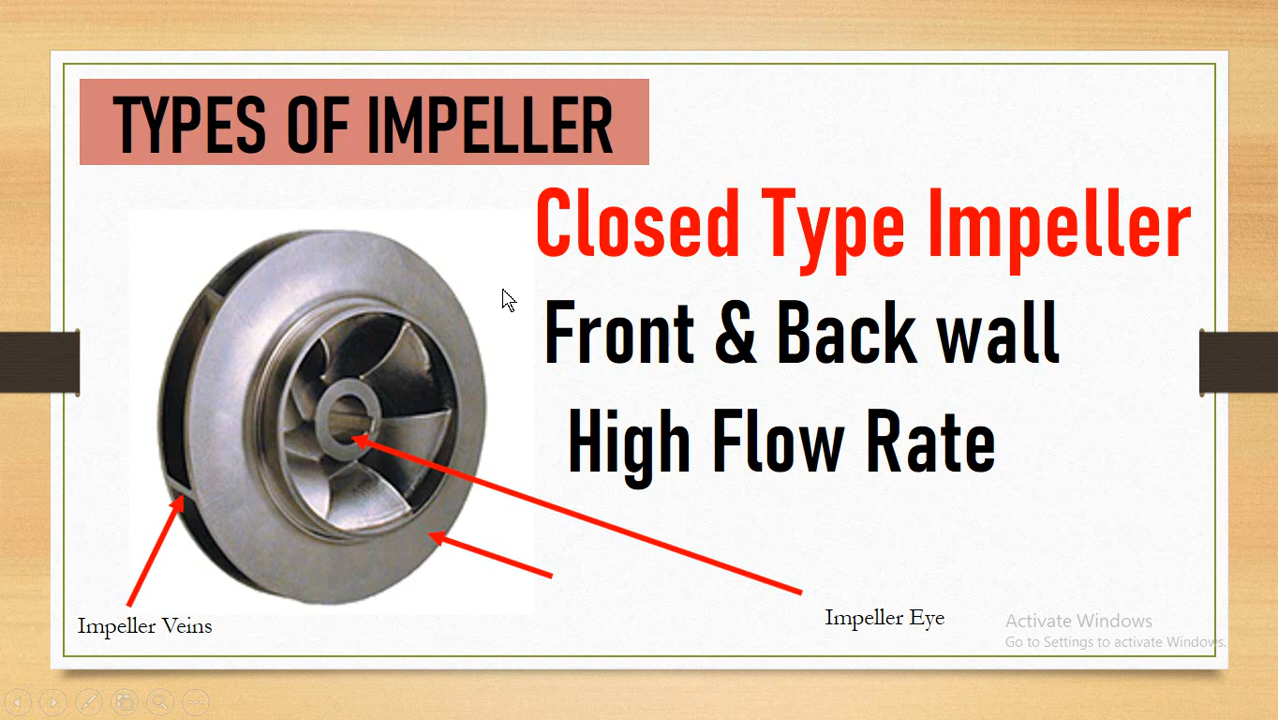 TYPES OF IMPELLER
Closed Type Impeller
Front & Back wall
High Flow Rate
Impeller Veins
Impeller Eye
Activate Windows
Go to Settings to activate Windows.